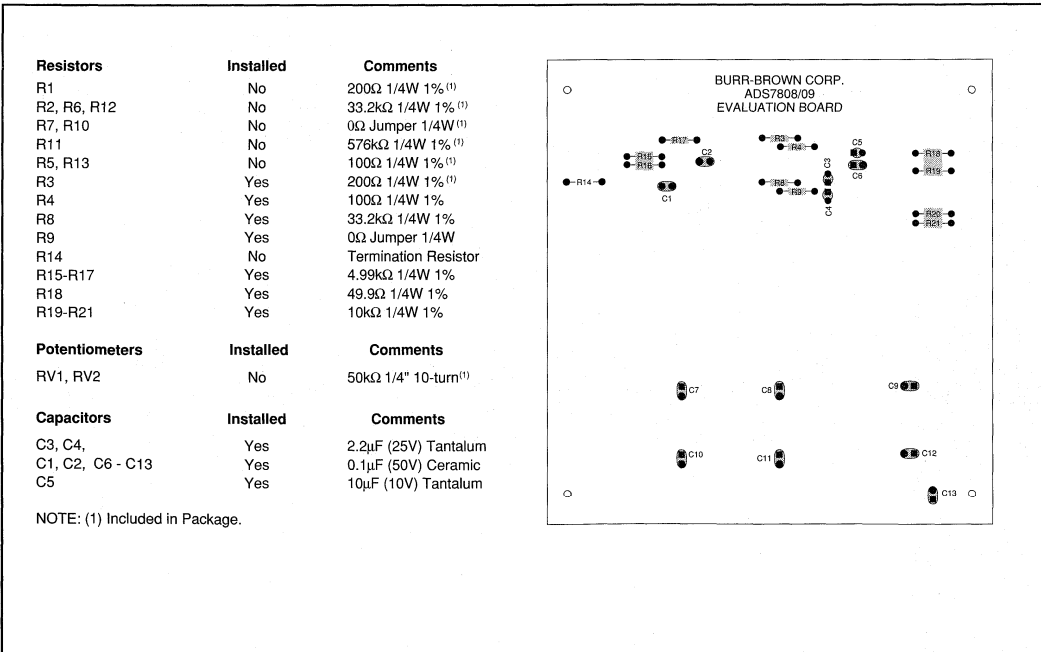 Resistors Installed Comments
R1 No 200Ω 1/4W 1% (1)
R2, R6, R12 No 33.2kΩ 1/4W 1% (1)
R7, R10 No 0Ω Jumper 1/4W (1)
R11 No 576kΩ 1/4W 1% (1)
R5, R13 No 100Ω 1/4W 1% (1)
R3 Yes 200Ω 1/4W 1% (1)
R4 Yes 100Ω 1/4W 1%
R8 Yes 33.2kΩ 1/4W 1%
R9 Yes 0Ω Jumper 1/4W
R14 No Termination Resistor
R15-R17 Yes 4.99kΩ 1/4W 1%
R18 Yes 49.9Ω 1/4W 1%
R19-R21 Yes 10kΩ 1/4W 1%
Potentiometers Installed Comments
RV1, RV2 No 50kΩ 1/4" 10-turn(1)
Capacitors Installed Comments
C3, C4, Yes 2.2µF (25V) Tantalum
C1, C2, C6 - C13 Yes 0.1µF (50V) Ceramic
C5 Yes 10µF (10V) Tantalum
NOTE: (1) Included in Package.
BURR-BROWN CORP.
ADS7808/09
EVALUATION BOARD
R17 R3
R4
C5
C2
R15
R16
C3
C6
R18
R19
R14
C1
R8
R9
C4
R20
R21
C7 C8 C9
C10 C11 C12
C13